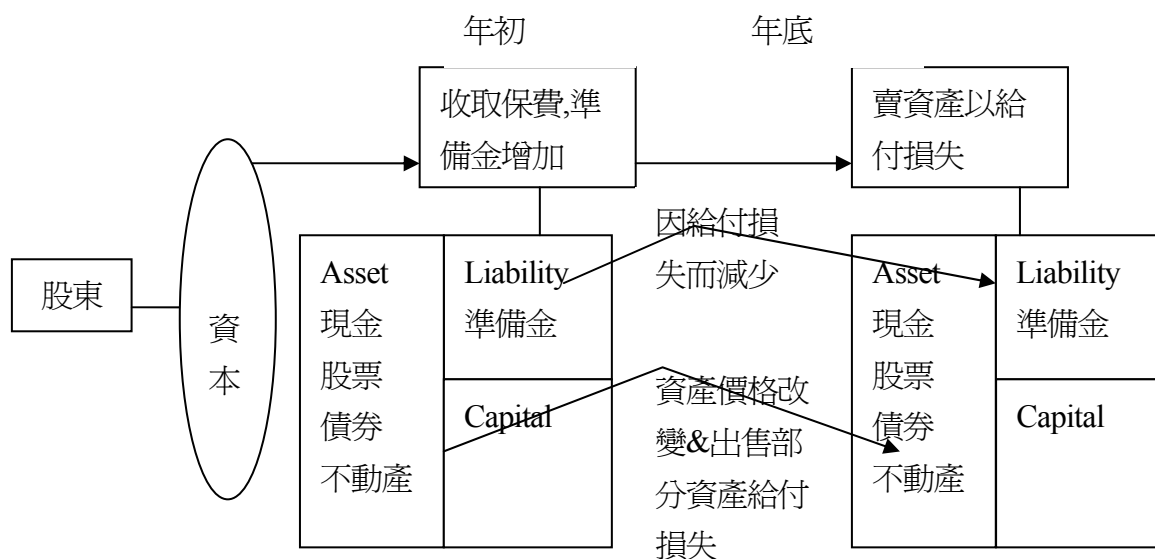 年初
年底
收取保費,準
備金增加
賣資產以給
付損失
股東
資
本
Asset
現金
股票
債券
不動產
Liability
準備金
Capital
因給付損
失而減少
資產價格改
變&出售部
分資產給付
損失
Asset
現金
股票
債券
不動產
Liability
準備金
Capital